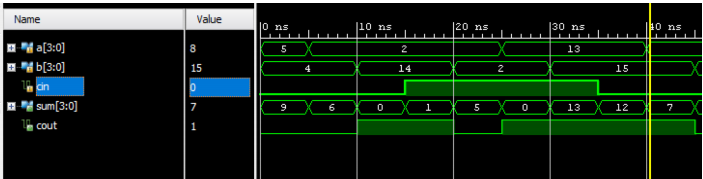 Name Value 0 ns 10 ns 20 ns 30 ns 40 ns
a[3:0] 8 5 2 13
b[3:0] 15 4 14 2 15
cin 0
sum[3:0] 7 9 6 0 1 5 0 13 12 7
cout 1